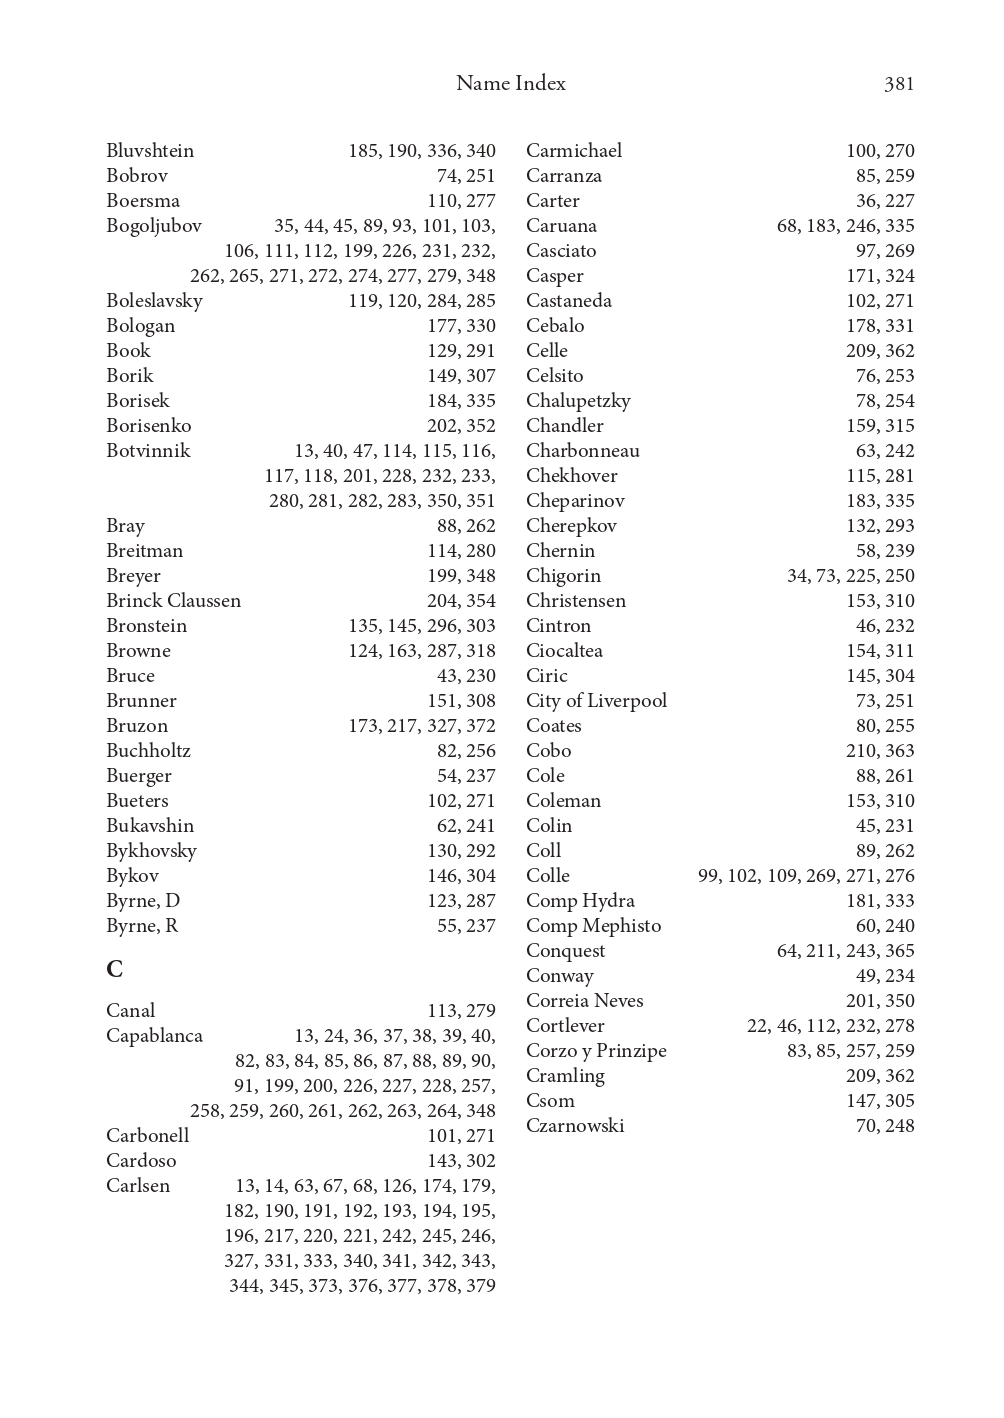 Name Index 381
Bluvshtein 185, 190, 336, 340
Bobrov 74, 251
Boersma 110, 277
Bogoljubov 35, 44, 45, 89, 93, 101, 103,
106, 111, 112, 199, 226, 231, 232,
262, 265, 271, 272, 274, 277, 279, 348
Boleslavsky 119, 120, 284, 285
Bologan 177, 330
Book 129, 291
Borik 149, 307
Borisek 184, 335
Borisenko 202, 352
Botvinnik 13, 40, 47, 114, 115, 116,
117, 118, 201, 228, 232, 233,
280, 281, 282, 283, 350, 351
Bray 88, 262
Breitman 114, 280
Breyer 199, 348
Brinck Claussen 204, 354
Bronstein 135, 145, 296, 303
Browne 124, 163, 287, 318
Bruce 43, 230
Brunner 151, 308
Bruzon 173, 217, 327, 372
Buchholtz 82, 256
Buerger 54, 237
Bueters 102, 271
Bukavshin 62, 241
Bykhovsky 130, 292
Bykov 146, 304
Byrne, D 123, 287
Byrne, R 55, 237
C
Canal 113, 279
Capablanca 13, 24, 36, 37, 38, 39, 40,
82, 83, 84, 85, 86, 87, 88, 89, 90,
91, 199, 200, 226, 227, 228, 257,
258, 259, 260, 261, 262, 263, 264, 348
Carbonell 101, 271
Cardoso 143, 302
Carlsen 13, 14, 63, 67, 68, 126, 174, 179,
182, 190, 191, 192, 193, 194, 195,
196, 217, 220, 221, 242, 245, 246,
327, 331, 333, 340, 341, 342, 343,
344, 345, 373, 376, 377, 378, 379
Carmichael 100, 270
Carranza 85, 259
Carter 36, 227
Caruana 68, 183, 246, 335
Casciato 97, 269
Casper 171, 324
Castaneda 102, 271
Cebalo 178, 331
Celle 209, 362
Celsito 76, 253
Chalupetzky 78, 254
Chandler 159, 315
Charbonneau 63, 242
Chekhover 115, 281
Cheparinov 183, 335
Cherepkov 132, 293
Chernin 58, 239
Chigorin 34, 73, 225, 250
Christensen 153, 310
Cintron 46, 232
Ciocaltea 154, 311
Ciric 145, 304
City of Liverpool 73, 251
Coates 80, 255
Cobo 210, 363
Cole 88, 261
Coleman 153, 310
Colin 45, 231
Coll 89, 262
Colle 99, 102, 109, 269, 271, 276
Comp Hydra 181, 333
Comp Mephisto 60, 240
Conquest 64, 211, 243, 365
Conway 49, 234
Correia Neves 201, 350
Cortlever 22, 46, 112, 232, 278
Corzo y Prinzipe 83, 85, 257, 259
Cramling 209, 362
Csom 147, 305
Czarnowski 70, 248